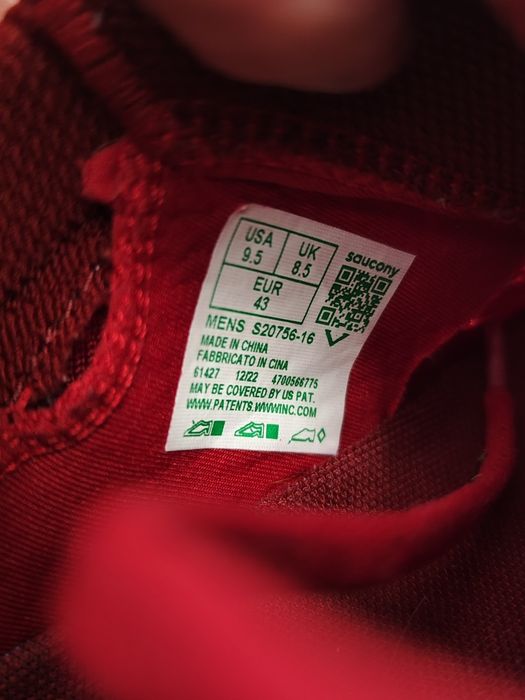 USA
9.5
UK
8.5
EUR
43
saucony
MENS S20756-16
MADE IN CHINA
FABBRICATO IN CINA
61427 12/22 4700566775
MAY BE COVERED BY US PAT.
WWW.PATENTS.WWWINC.COM